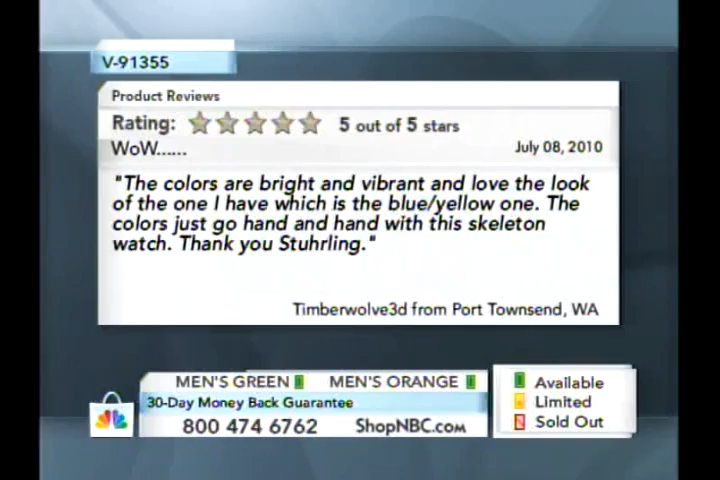 V-91355
Product Reviews
Rating: 5 out of 5 stars
WoW...... July 08, 2010
"The colors are bright and vibrant and love the look
of the one I have which is the blue/yellow one. The
colors just go hand and hand with this skeleton
watch. Thank you Stuhrling."
Timberwolve3d from Port Townsend, WA
MEN'S GREEN MEN'S ORANGE
30-Day Money Back Guarantee
800 474 6762 ShopNBC.com
Available
Limited
Sold Out